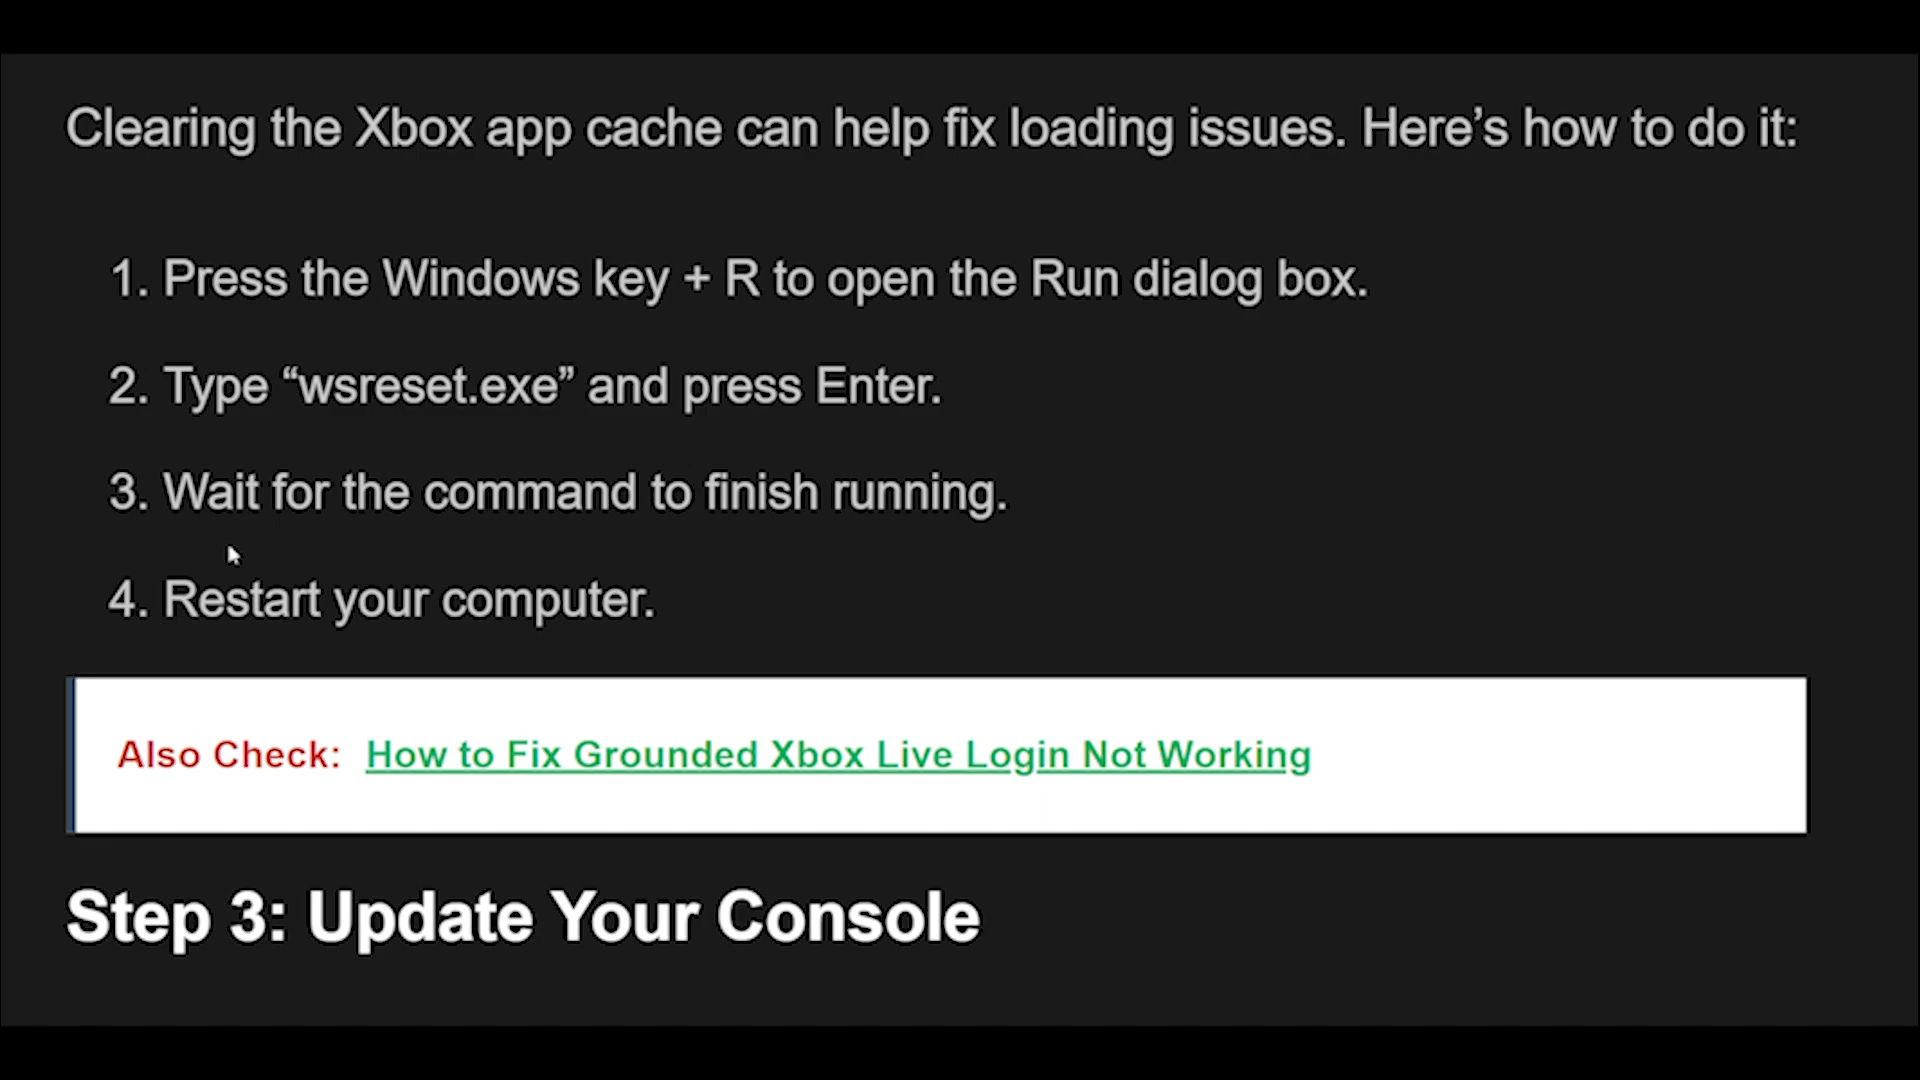 Clearing the Xbox app cache can help fix loading issues. Here’s how to do it:
1. Press the Windows key + R to open the Run dialog box.
2. Type “wsreset.exe” and press Enter.
3. Wait for the command to finish running.
4. Restart your computer.
Also Check: How to Fix Grounded Xbox Live Login Not Working
Step 3: Update Your Console